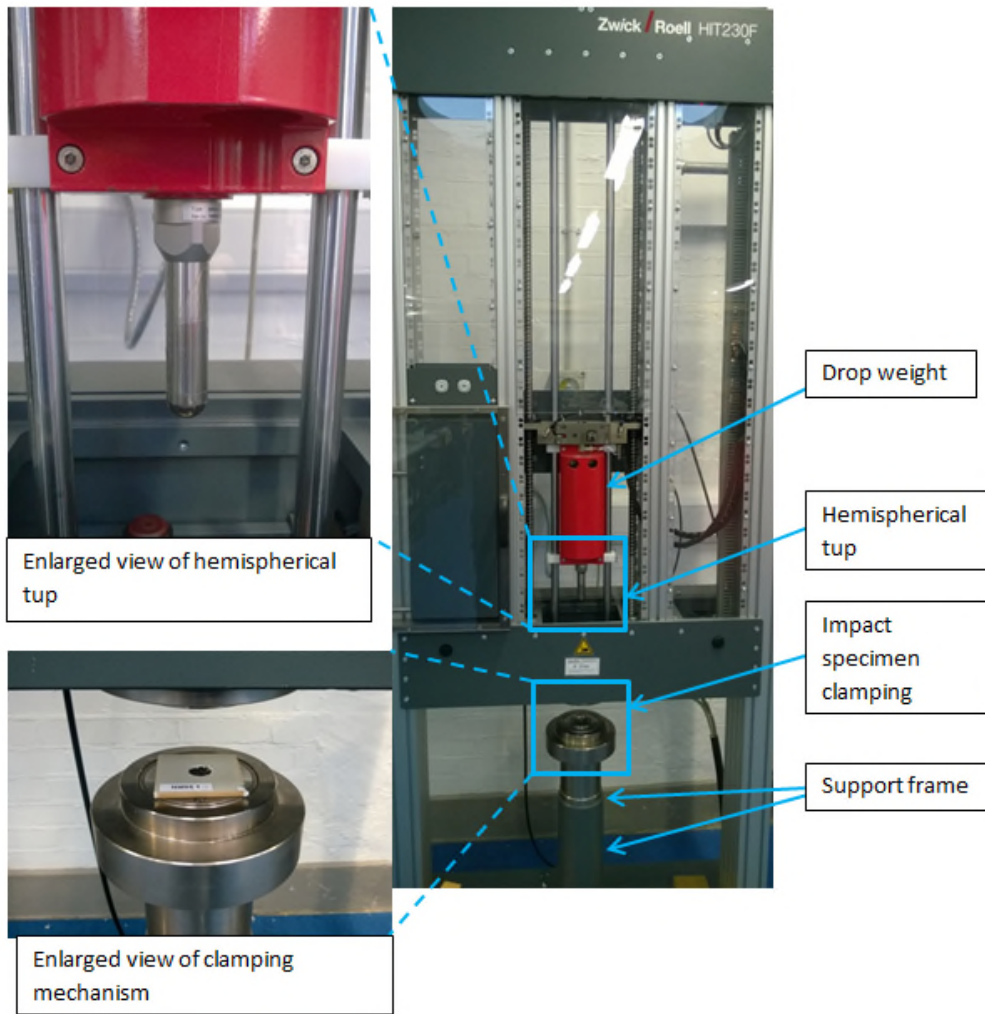 Zwick / Roell HIT230F
Drop weight
Hemispherical
tup
Impact
specimen
clamping
Support frame
Enlarged view of hemispherical
tup
Enlarged view of clamping
mechanism